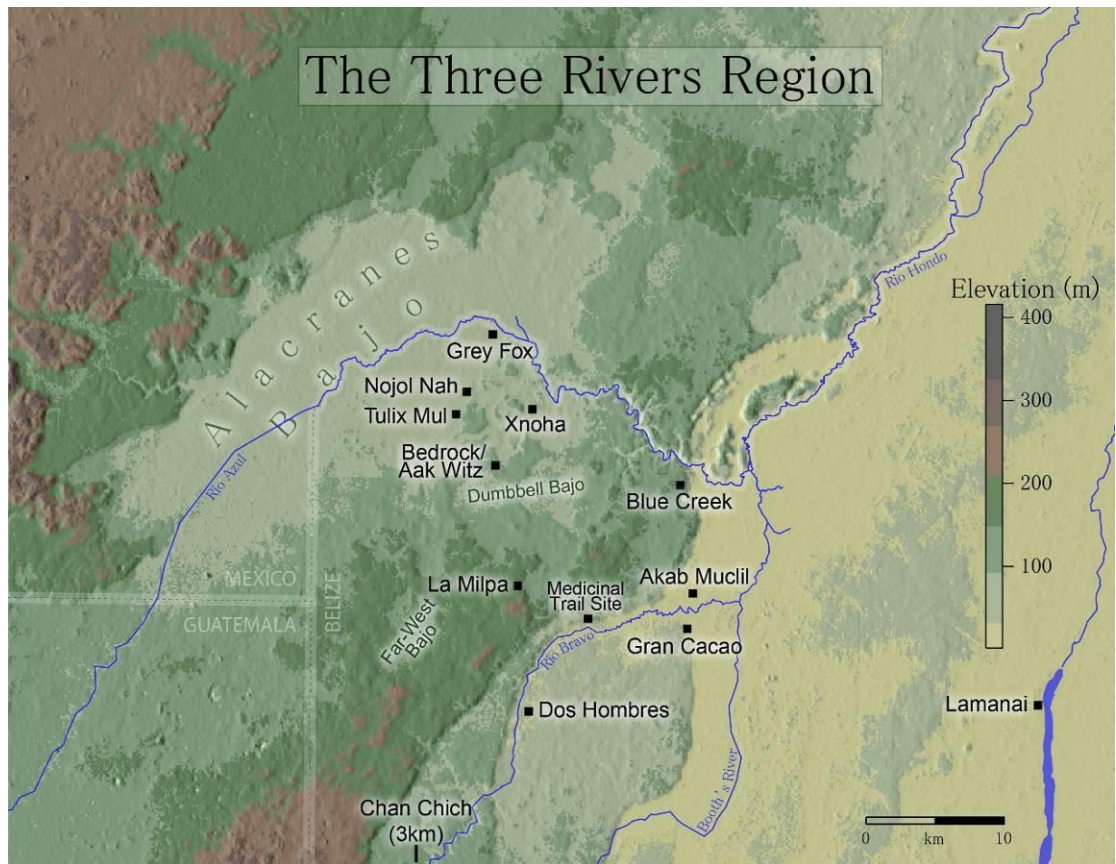 The Three Rivers Region
Rio Hondo
Elevation (m)
400
300
200
100
Alacranes
Bajo
Grey Fox
Nojol Nah
Tulix Mul
Xnoha
Bedrock/
Aak Witz
Dumbbell Bajo
Rio Azul
Blue Creek
MEXICO
GUATEMALA
BELIZE
La Milpa
Medicinal
Trail Site
Akab Muclil
Far-West
Bajo
Rio Bravo
Gran Cacao
Dos Hombres
Lamanai
Booth's River
Chan Chich
(3km)
0 10
km